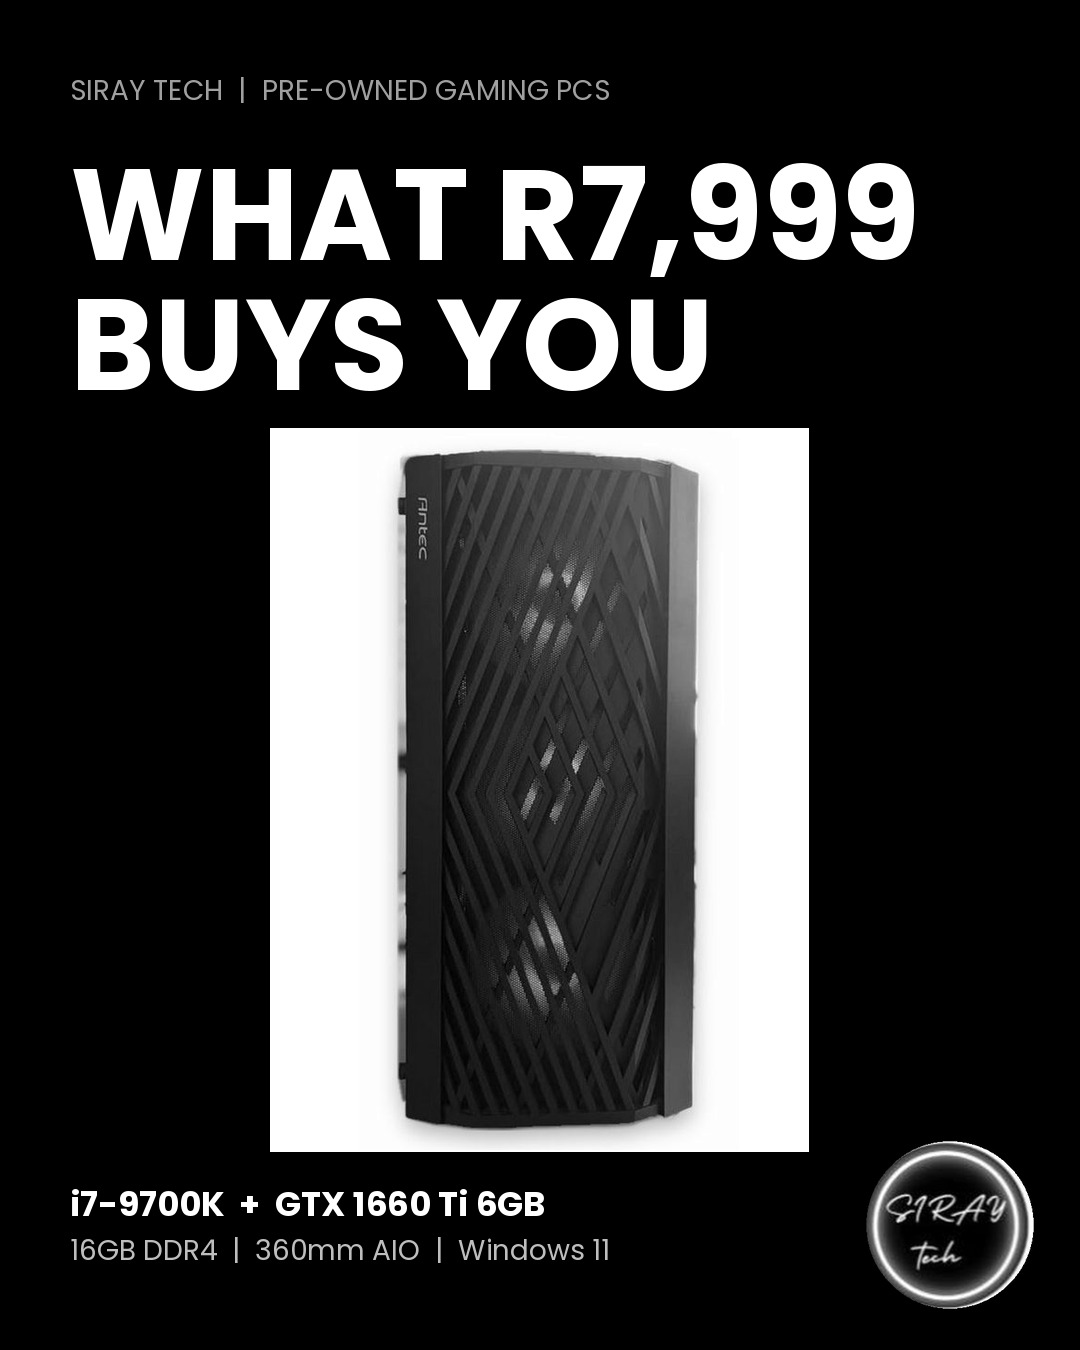 SIRAY TECH | PRE-OWNED GAMING PCS
WHAT R7,999
BUYS YOU
Antec
i7-9700K + GTX 1660 Ti 6GB
16GB DDR4 | 360mm AIO | Windows 11
SIRAY
tech